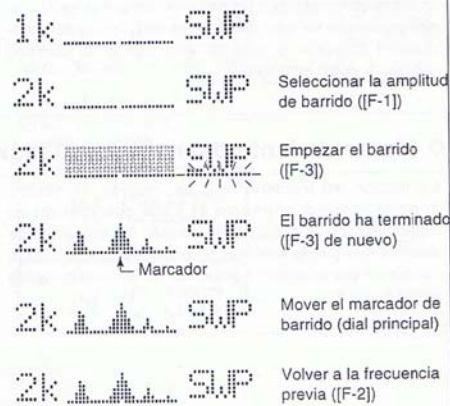 1k SWP
2k SWP
Seleccionar la amplitud
de barrido ([F-1])
2k SWP
Empezar el barrido
([F-3])
2k SWP
El barrido ha terminado
([F-3] de nuevo)
Marcador
2k SWP
Mover el marcador de
barrido (dial principal)
2k SWP
Volver a la frecuencia
previa ([F-2])